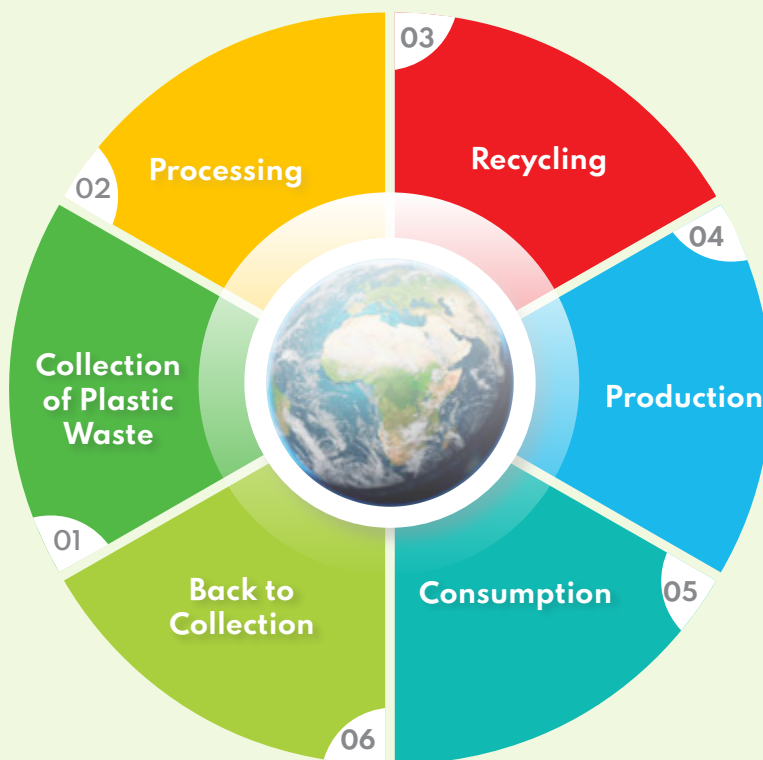 01
Collection
of Plastic
Waste
02
Processing
03
Recycling
04
Production
05
Consumption
06
Back to
Collection